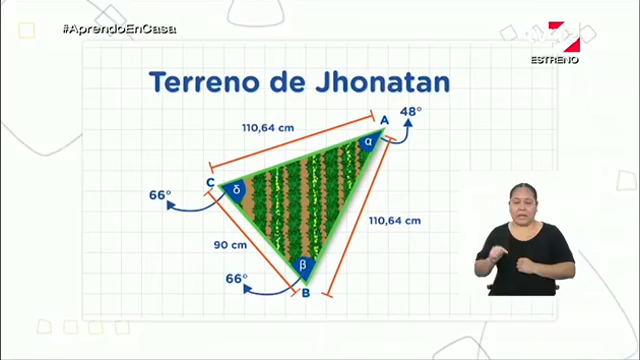 #AprendoEnCasa
ESTRENO
Terreno de Jhonatan
48°
A
110,64 cm
α
C
δ
66°
110,64 cm
90 cm
β
66°
B